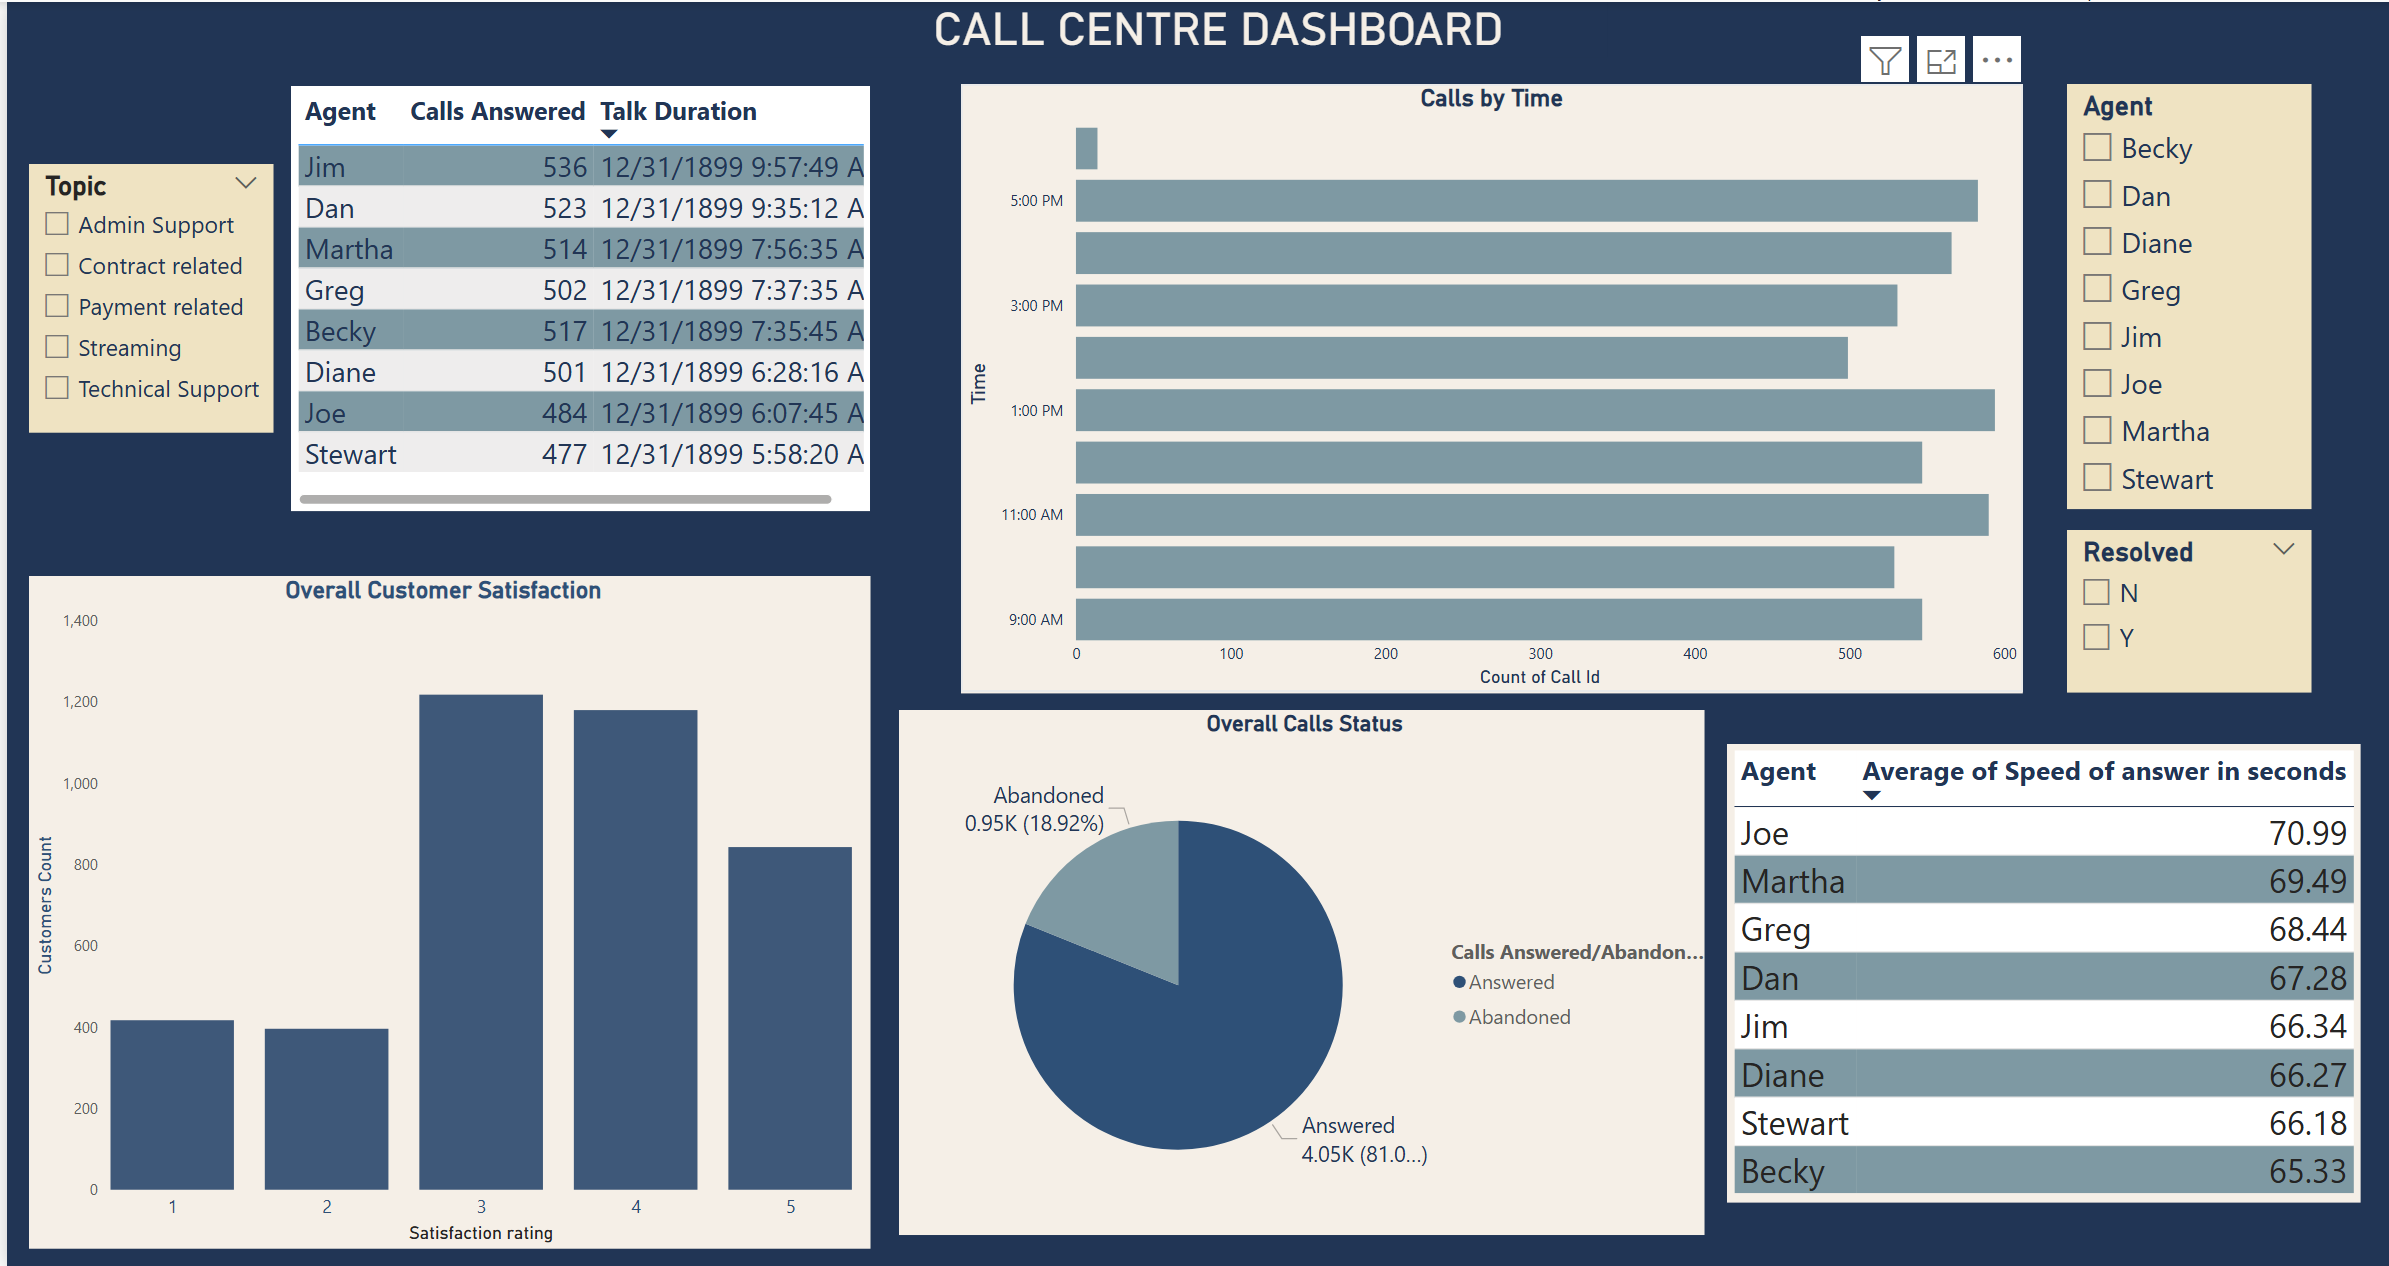 CALL CENTRE DASHBOARD
Topic
Admin Support
Contract related
Payment related
Streaming
Technical Support
Agent Calls Answered Talk Duration
Jim 536 12/31/1899 9:57:49 A
Dan 523 12/31/1899 9:35:12 A
Martha 514 12/31/1899 7:56:35 A
Greg 502 12/31/1899 7:37:35 A
Becky 517 12/31/1899 7:35:45 A
Diane 501 12/31/1899 6:28:16 A
Joe 484 12/31/1899 6:07:45 A
Stewart 477 12/31/1899 5:58:20 A
Calls by Time
Time
5:00 PM
3:00 PM
1:00 PM
11:00 AM
9:00 AM
0 100 200 300 400 500 600
Count of Call Id
Agent
Becky
Dan
Diane
Greg
Jim
Joe
Martha
Stewart
Resolved
N
Y
Overall Customer Satisfaction
Customers Count
1,400
1,200
1,000
800
600
400
200
0
1 2 3 4 5
Satisfaction rating
Overall Calls Status
Abandoned
0.95K (18.92%)
Answered
4.05K (81.0...)
Calls Answered/Abandon...
Answered
Abandoned
Agent Average of Speed of answer in seconds
Joe 70.99
Martha 69.49
Greg 68.44
Dan 67.28
Jim 66.34
Diane 66.27
Stewart 66.18
Becky 65.33